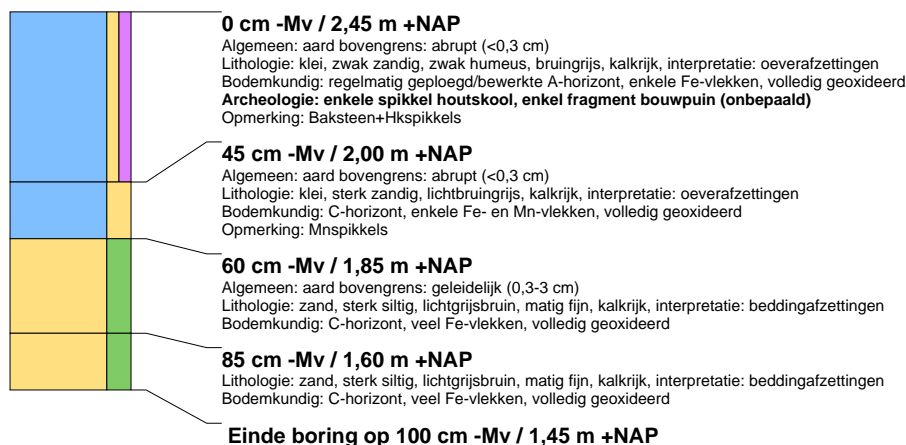 0 cm -Mv / 2,45 m +NAP
Algemeen: aard bovengrens: abrupt (<0,3 cm)
Lithologie: klei, zwak zandig, zwak humeus, bruingrijs, kalkrijk, interpretatie: oeverafzettingen
Bodemkundig: regelmatig geploegd/bewerkte A-horizont, enkele Fe-vlekken, volledig geoxideerd
Archeologie: enkele spikkel houtskool, enkel fragment bouwpuin (onbepaald)
Opmerking: Baksteen+Hkspikkels
45 cm -Mv / 2,00 m +NAP
Algemeen: aard bovengrens: abrupt (<0,3 cm)
Lithologie: klei, sterk zandig, lichtbruingrijs, kalkrijk, interpretatie: oeverafzettingen
Bodemkundig: C-horizont, enkele Fe- en Mn-vlekken, volledig geoxideerd
Opmerking: Mnspikkels
60 cm -Mv / 1,85 m +NAP
Algemeen: aard bovengrens: geleidelijk (0,3-3 cm)
Lithologie: zand, sterk siltig, lichtgrijsbruin, matig fijn, kalkrijk, interpretatie: beddingafzettingen
Bodemkundig: C-horizont, veel Fe-vlekken, volledig geoxideerd
85 cm -Mv / 1,60 m +NAP
Lithologie: zand, sterk siltig, lichtgrijsbruin, matig fijn, kalkrijk, interpretatie: beddingafzettingen
Bodemkundig: C-horizont, veel Fe-vlekken, volledig geoxideerd
Einde boring op 100 cm -Mv / 1,45 m +NAP